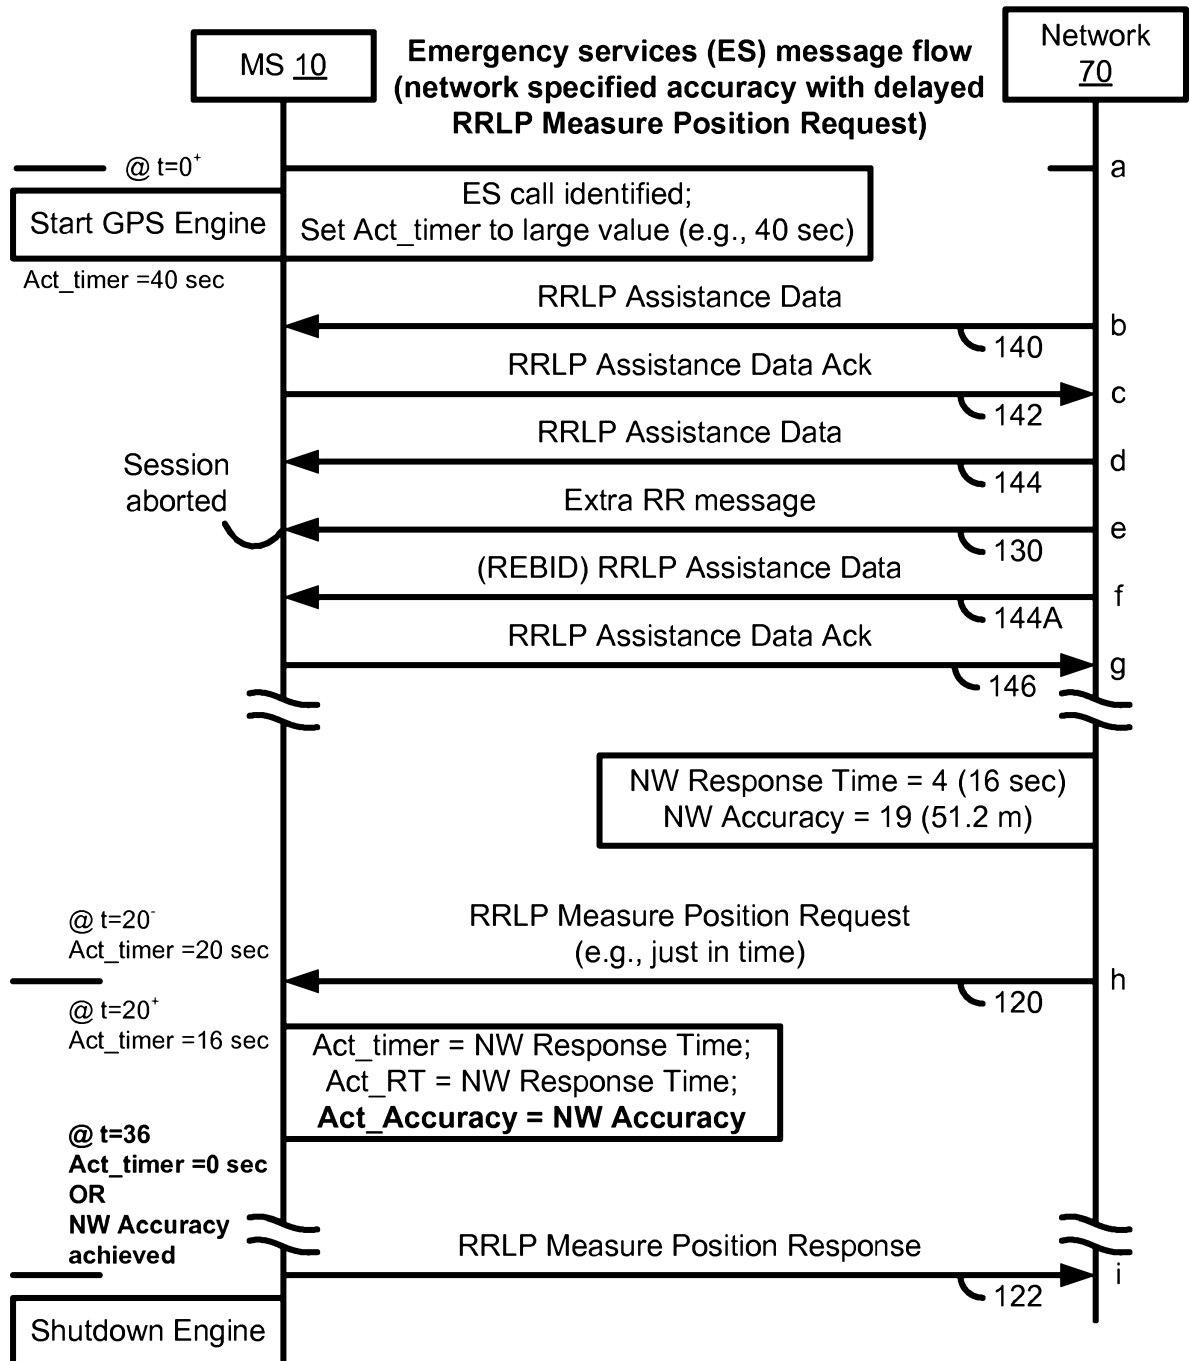 MS 10
Emergency services (ES) message flow
(network specified accuracy with delayed
RRLP Measure Position Request)
Network
70
@ t=0+
a
Start GPS Engine
ES call identified;
Set Act_timer to large value (e.g., 40 sec)
Act_timer =40 sec
RRLP Assistance Data
b
140
RRLP Assistance Data Ack
c
142
RRLP Assistance Data
d
144
Session
aborted
Extra RR message
e
130
(REBID) RRLP Assistance Data
f
144A
RRLP Assistance Data Ack
g
146
NW Response Time = 4 (16 sec)
NW Accuracy = 19 (51.2 m)
@ t=20-
Act_timer =20 sec
RRLP Measure Position Request
(e.g., just in time)
h
120
@ t=20+
Act_timer =16 sec
Act_timer = NW Response Time;
Act_RT = NW Response Time;
Act_Accuracy = NW Accuracy
@ t=36
Act_timer =0 sec
OR
NW Accuracy
achieved
RRLP Measure Position Response
i
122
Shutdown Engine